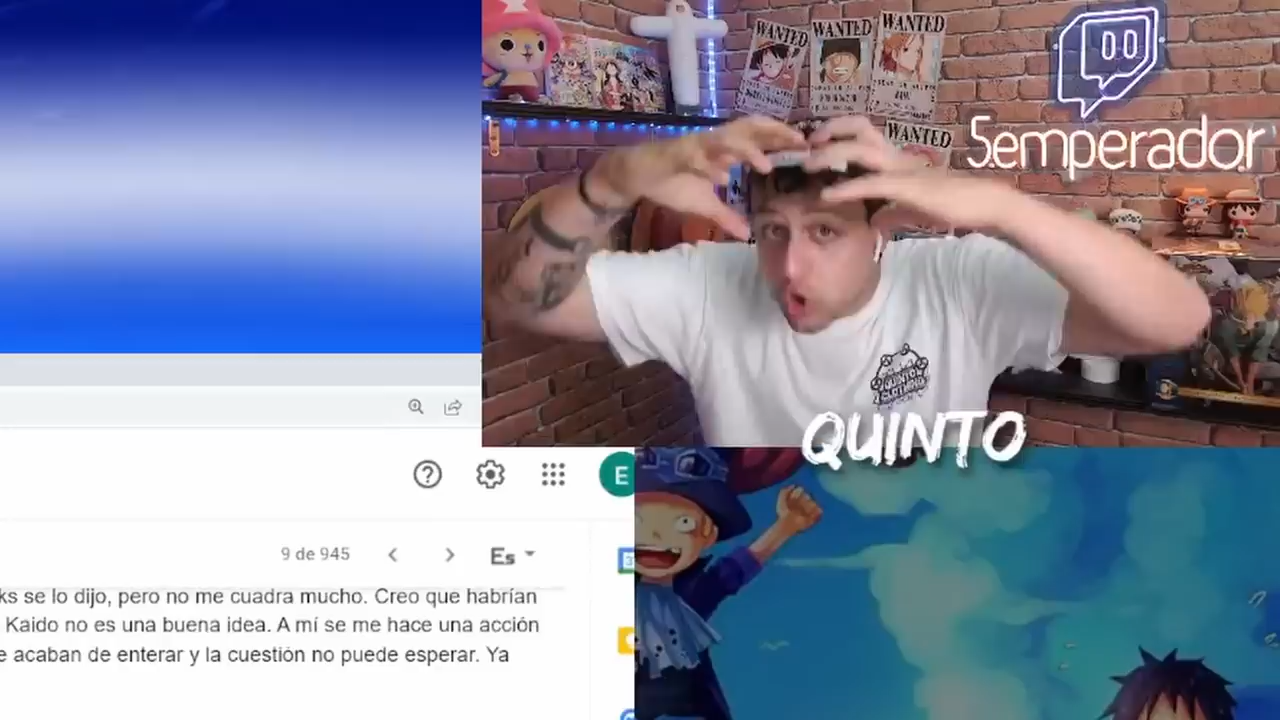 WANTED
WANTED
WANTED
WANTED
5emperador
QUINTO
QUINTO
E
9 de 945
Es
ks se lo dijo, pero no me cuadra mucho. Creo que habrían
Kaido no es una buena idea. A mí se me hace una acción
e acaban de enterar y la cuestión no puede esperar. Ya